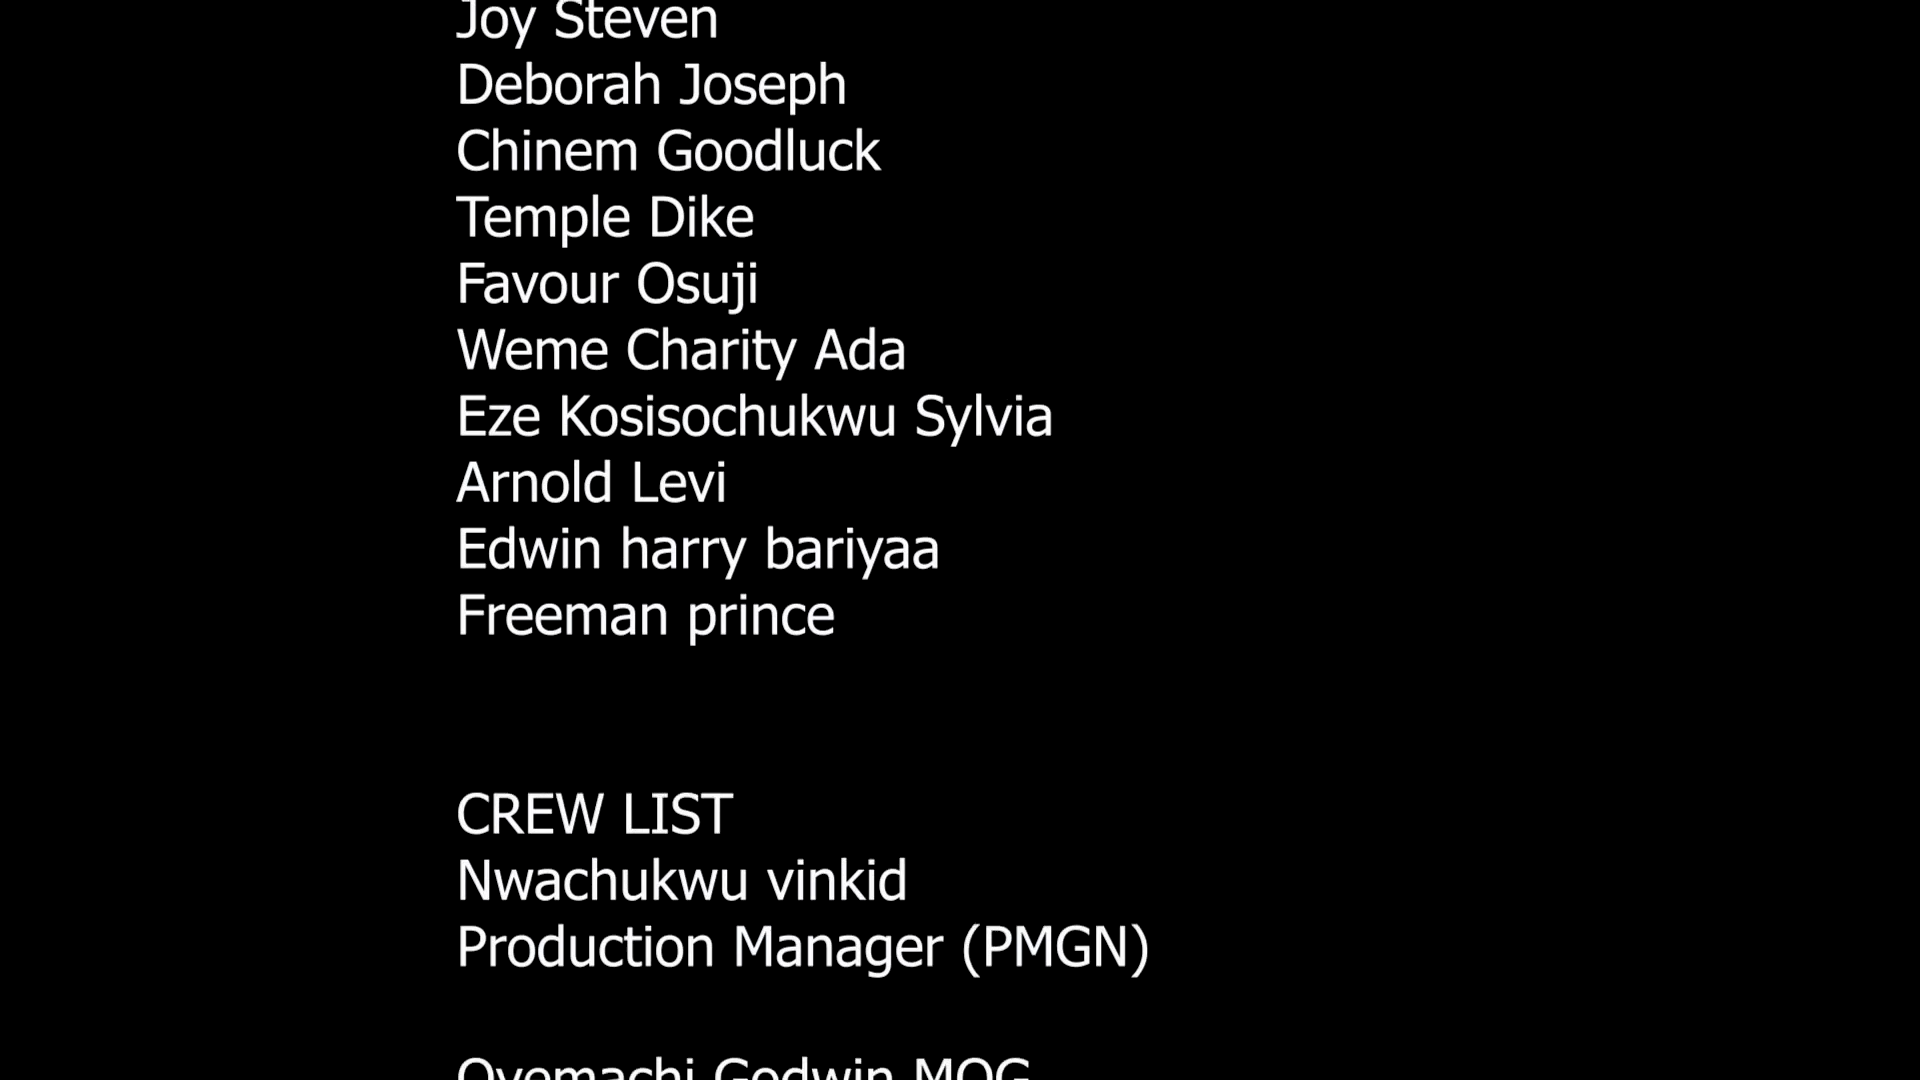 Joy Steven
Deborah Joseph
Chinem Goodluck
Temple Dike
Favour Osuji
Weme Charity Ada
Eze Kosisochukwu Sylvia
Arnold Levi
Edwin harry bariyaa
Freeman prince
CREW LIST
Nwachukwu vinkid
Production Manager (PMGN)
Godwin